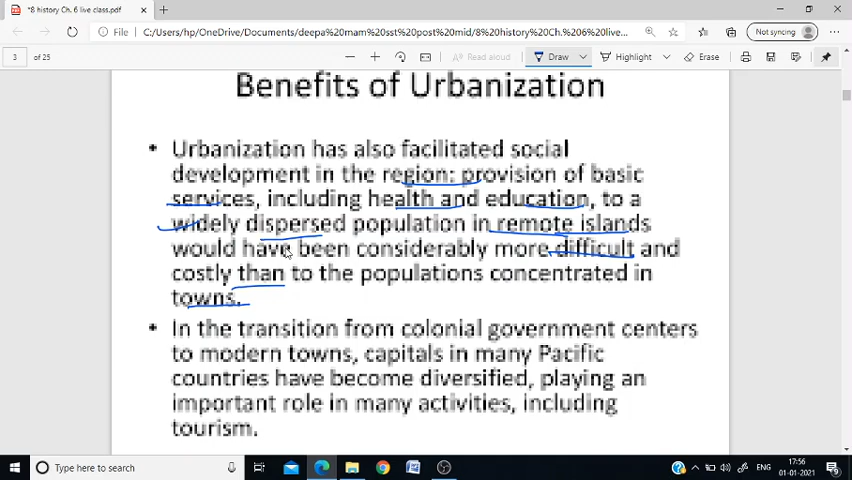 *8 history Ch. 6 live class.pdf
File
C:/Users/hp/OneDrive/Documents/deepa%20mam%20sst%20post%20mid/8%20history%20Ch.%206%20live...
Not syncing
3 of 25
Read aloud
Draw
Highlight
Erase
Benefits of Urbanization
• Urbanization has also facilitated social
development in the region: provision of basic
services, including health and education, to a
widely dispersed population in remote islands
would have been considerably more difficult and
costly than to the populations concentrated in
towns.
• In the transition from colonial government centers
to modern towns, capitals in many Pacific
countries have become diversified, playing an
important role in many activities, including
tourism.
Type here to search
ENG
17:56
01-01-2021